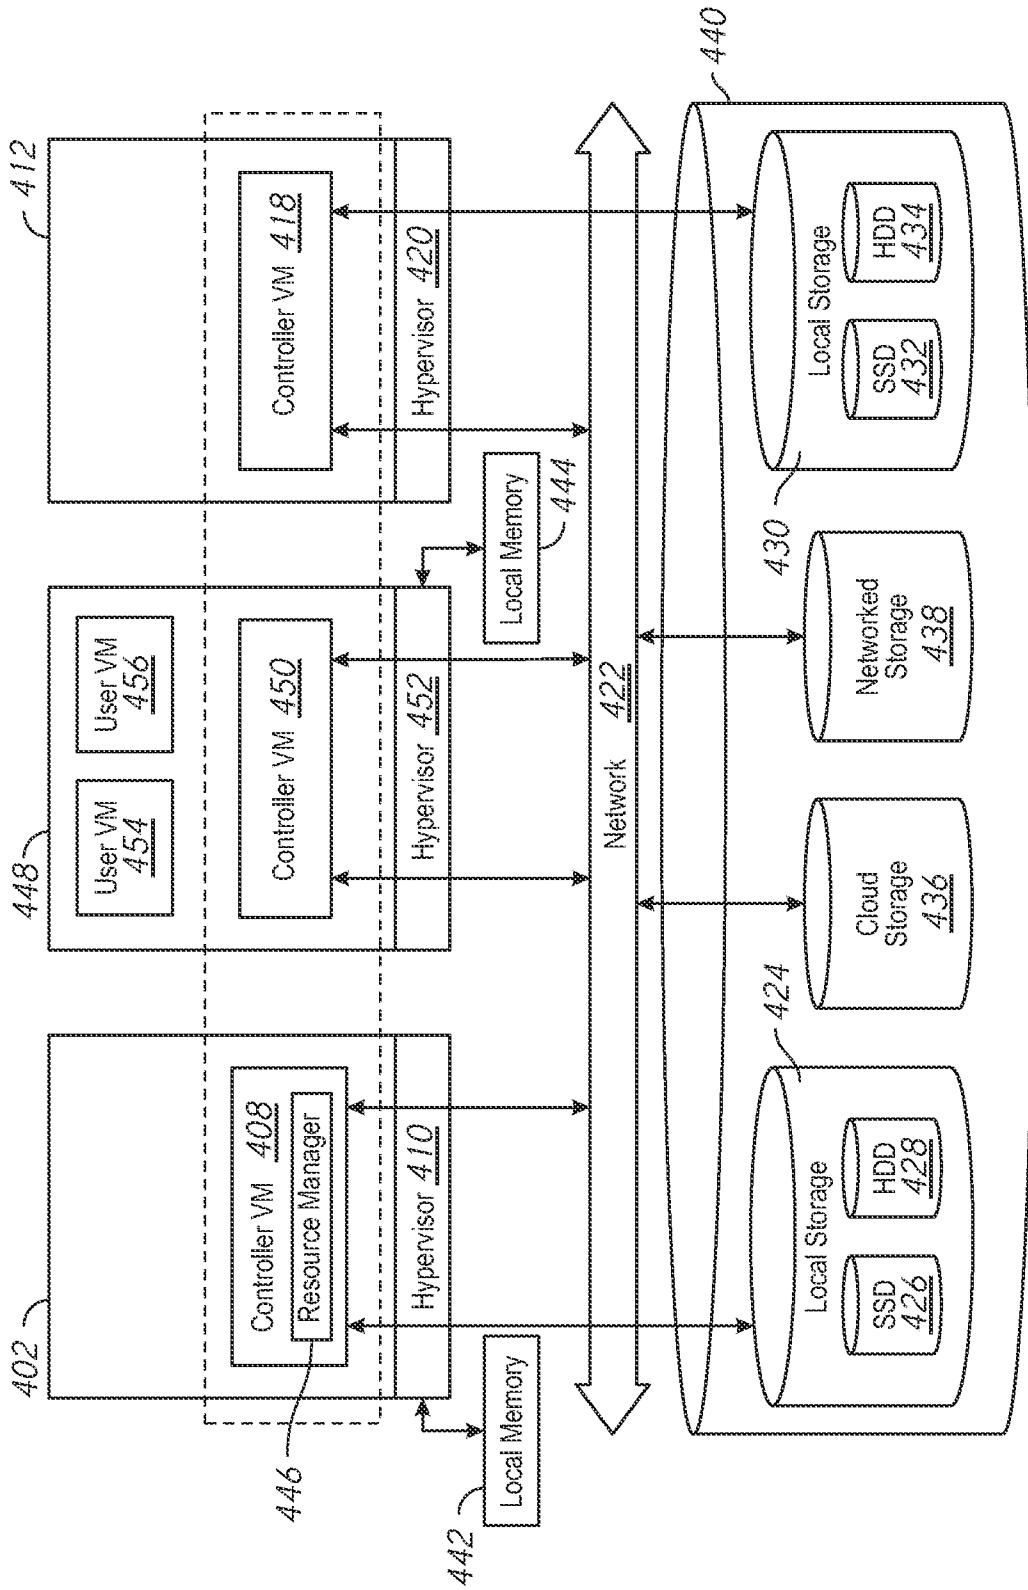 402
448
412
User VM
454
User VM
456
Controller VM 408
Resource Manager
Controller VM 450
Controller VM 418
446
Hypervisor 410
Hypervisor 452
Hypervisor 420
442
Local Memory
Local Memory
444
Network 422
440
424
430
Local Storage
SSD
426
HDD
428
Cloud
Storage
436
Networked
Storage
438
Local Storage
SSD
432
HDD
434